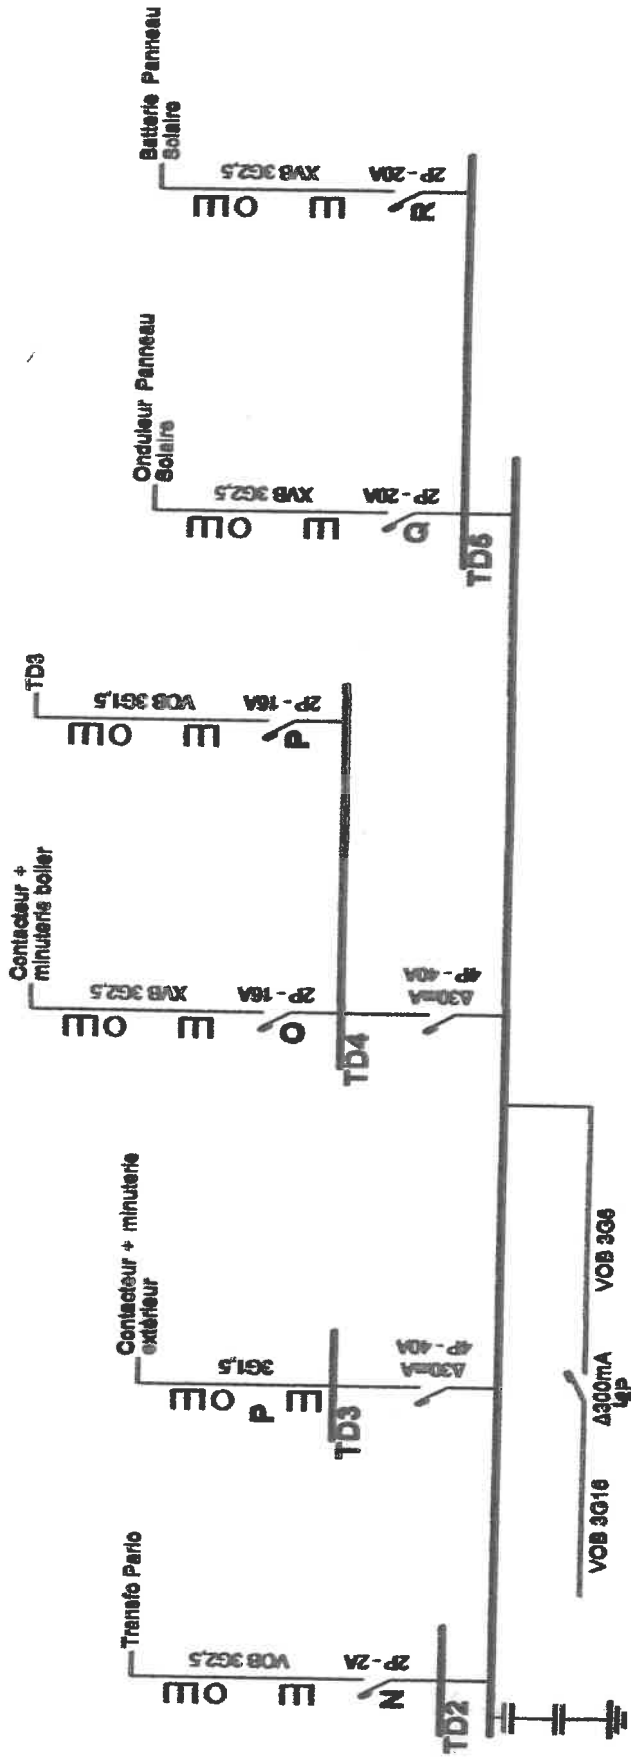 Transfo Parlo
VOB 3G2,5
2P - 2A
N
TD2
Contacteur + minuterie
extérieur
3G1,5
P
TD3
Δ30mA
4P - 40A
Contacteur +
minuterie boiler
XVB 3G2,5
2P - 16A
O
TD4
Δ30mA
4P - 40A
TD3
VOB 3G1,5
2P - 16A
P
Onduleur Panneau
Solaire
XVB 3G2,5
2P - 20A
Q
TD5
Batterie Panneau
Solaire
XVB 3G2,5
2P - 20A
R
VOB 3G16
Δ300mA
VOB 3G6